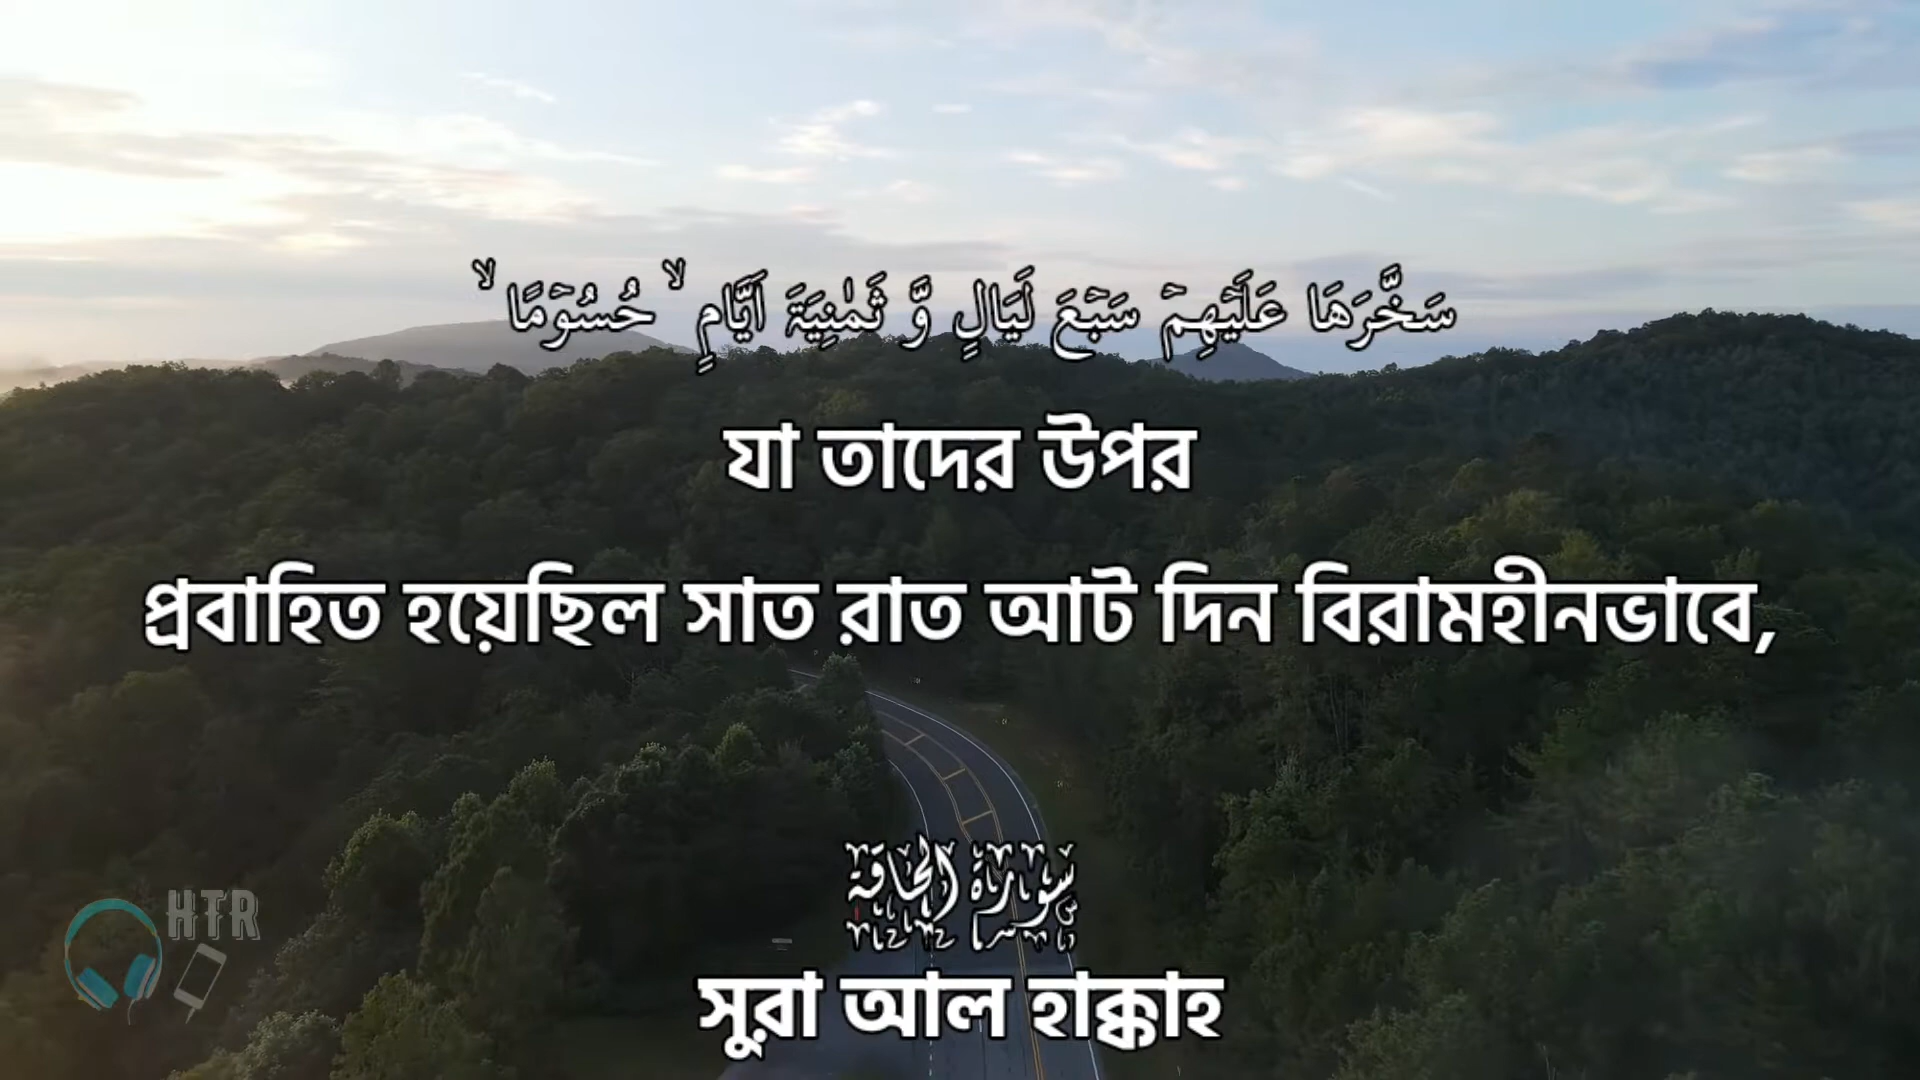 سَخَّرَهَا عَلَيۡهِمۡ سَبۡعَ لَيَالٍ وَّ ثَمٰنِيَةَ اَيَّامٍ ۙ حُسُوۡمًا ۙ
যা তাদের উপর
প্রবাহিত হয়েছিল সাত রাত আট দিন বিরামহীনভাবে,
سورة الحاقة
HTR
সুরা আল হাক্কাহ